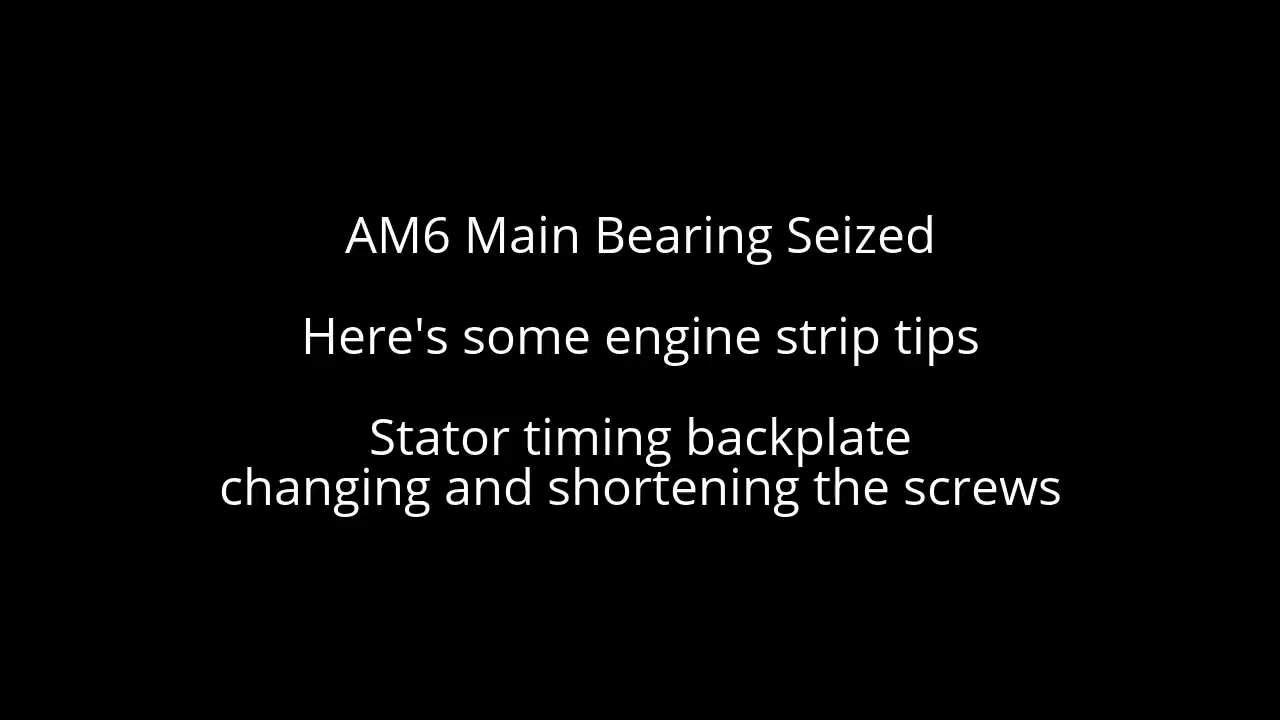 AM6 Main Bearing Seized
Here's some engine strip tips
Stator timing backplate
changing and shortening the screws